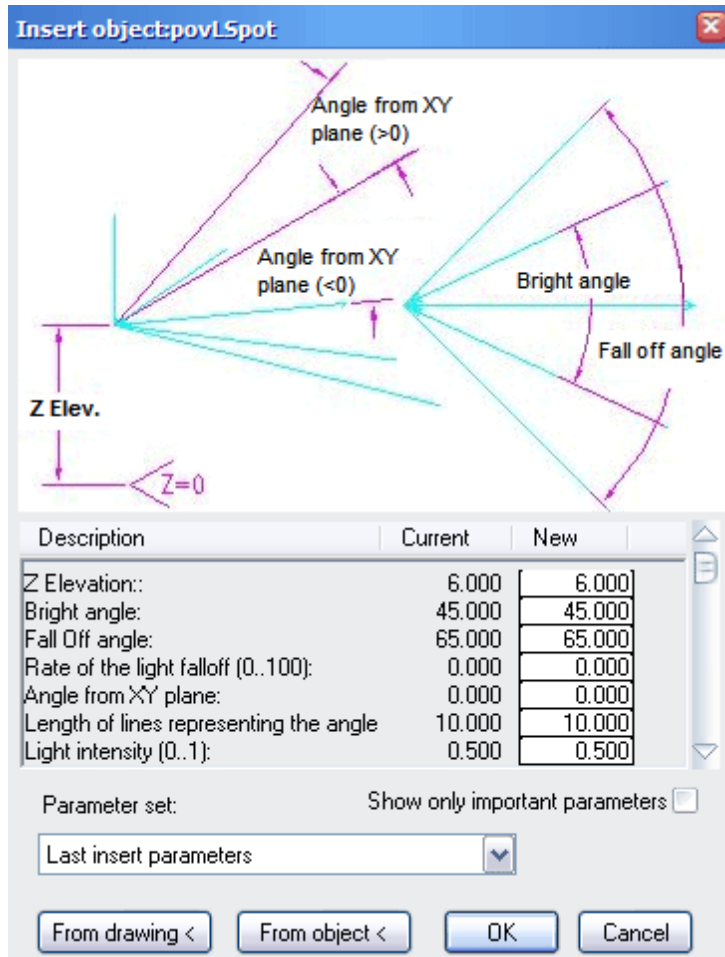 Insert object:povLSpot
Angle from XY
plane (>0)
Angle from XY
plane (<0)
Bright angle
Fall off angle
Z Elev.
Z=0
Description Current New
Z Elevation:: 6.000 6.000
Bright angle: 45.000 45.000
Fall Off angle: 65.000 65.000
Rate of the light falloff (0..100): 0.000 0.000
Angle from XY plane: 0.000 0.000
Length of lines representing the angle 10.000 10.000
Light intensity (0..1): 0.500 0.500
Parameter set: Show only important parameters
Last insert parameters
From drawing < From object < OK Cancel